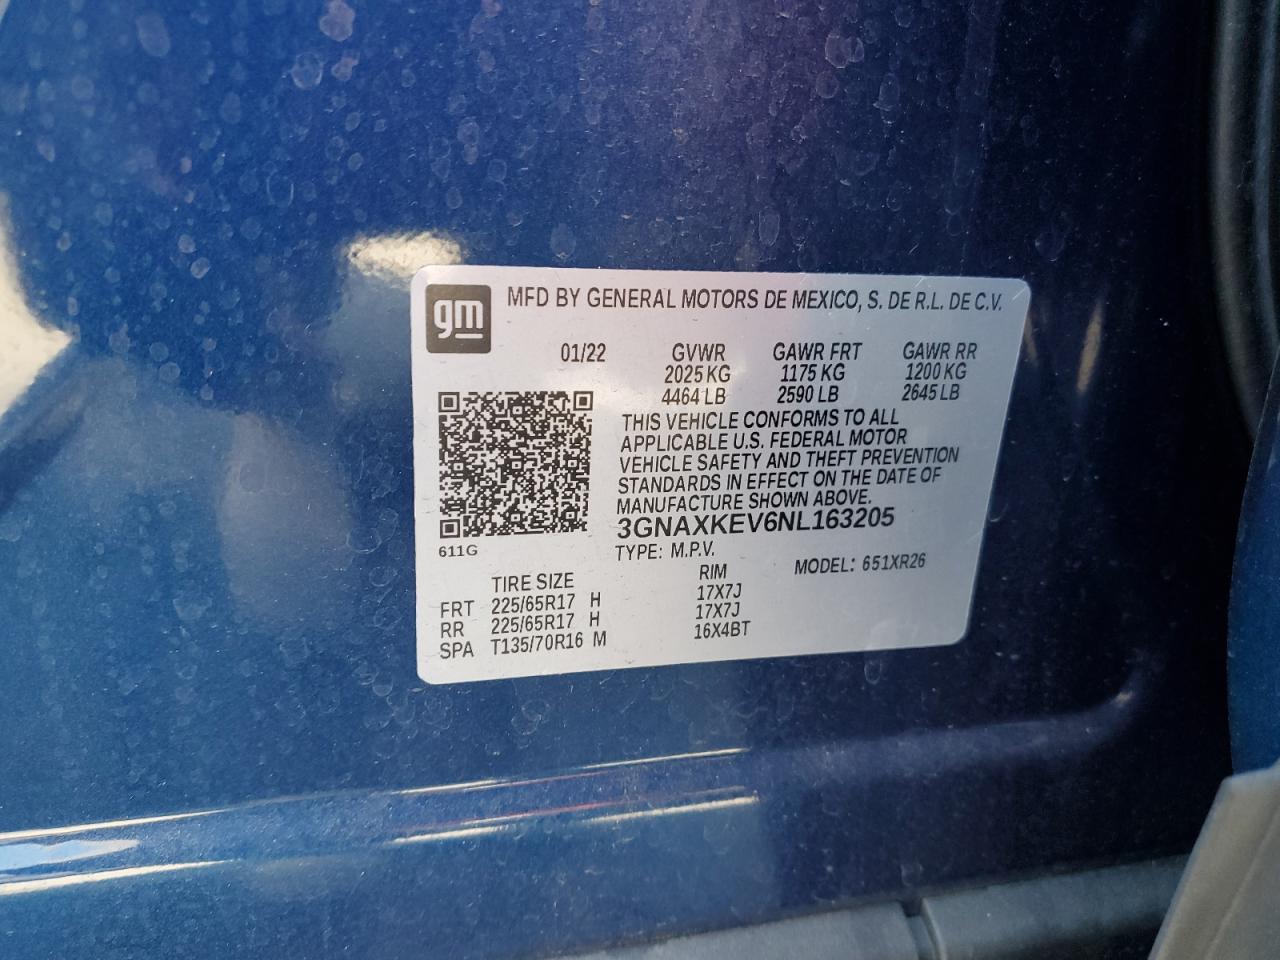 gm
MFD BY GENERAL MOTORS DE MEXICO, S. DE R.L. DE C.V.
01/22 GVWR GAWR FRT GAWR RR
2025 KG 1175 KG 1200 KG
4464 LB 2590 LB 2645 LB
THIS VEHICLE CONFORMS TO ALL
APPLICABLE U.S. FEDERAL MOTOR
VEHICLE SAFETY AND THEFT PREVENTION
STANDARDS IN EFFECT ON THE DATE OF
MANUFACTURE SHOWN ABOVE.
3GNAXKEV6NL163205
611G
TYPE: M.P.V. MODEL: 651XR26
TIRE SIZE RIM
FRT 225/65R17 H 17X7J
RR 225/65R17 H 17X7J
SPA T135/70R16 M 16X4BT